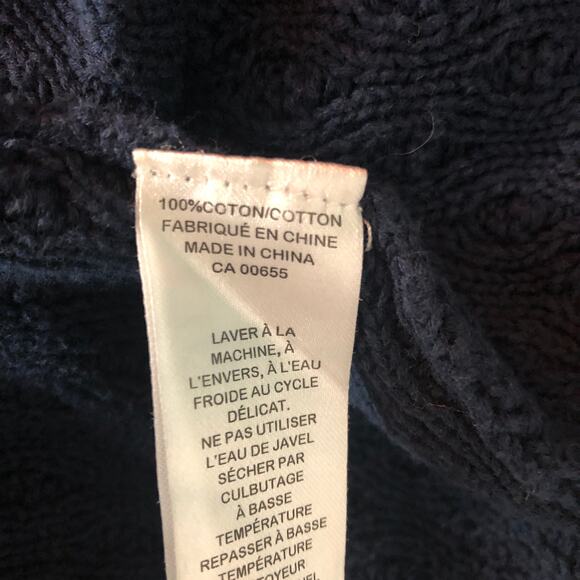 100%COTON/COTTON
FABRIQUÉ EN CHINE
MADE IN CHINA
CA 00655
LAVER À LA
MACHINE, À
L'ENVERS, À L'EAU
FROIDE AU CYCLE
DÉLICAT.
NE PAS UTILISER
L'EAU DE JAVEL
SÉCHER PAR
CULBUTAGE
À BASSE
TEMPÉRATURE
REPASSER À BASSE
TEMPÉRATURE